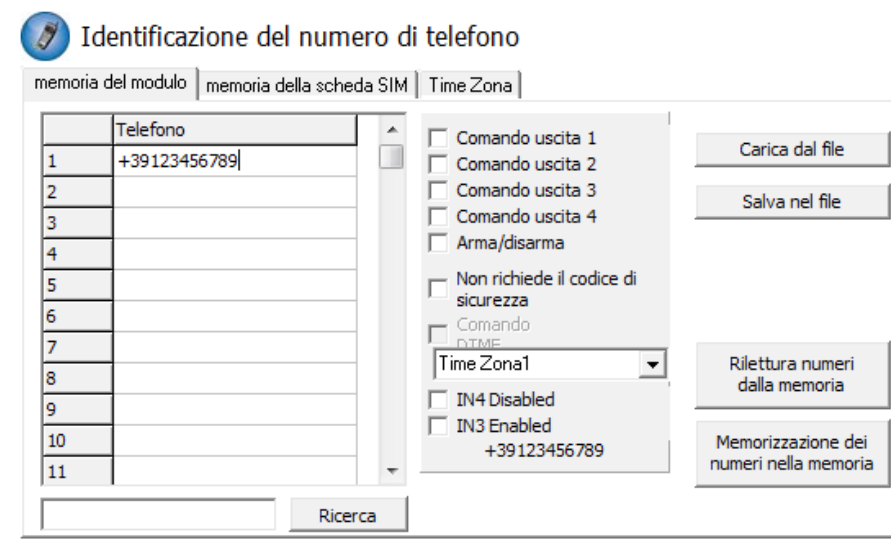 Identificazione del numero di telefono
memoria del modulo
memoria della scheda SIM
Time Zona
Telefono
1
+39123456789
2
3
4
5
6
7
8
9
10
11
Ricerca
Comando uscita 1
Comando uscita 2
Comando uscita 3
Comando uscita 4
Arma/disarma
Non richiede il codice di
sicurezza
Comando
DTMF
Time Zona1
IN4 Disabled
IN3 Enabled
+39123456789
Carica dal file
Salva nel file
Rilettura numeri
dalla memoria
Memorizzazione dei
numeri nella memoria